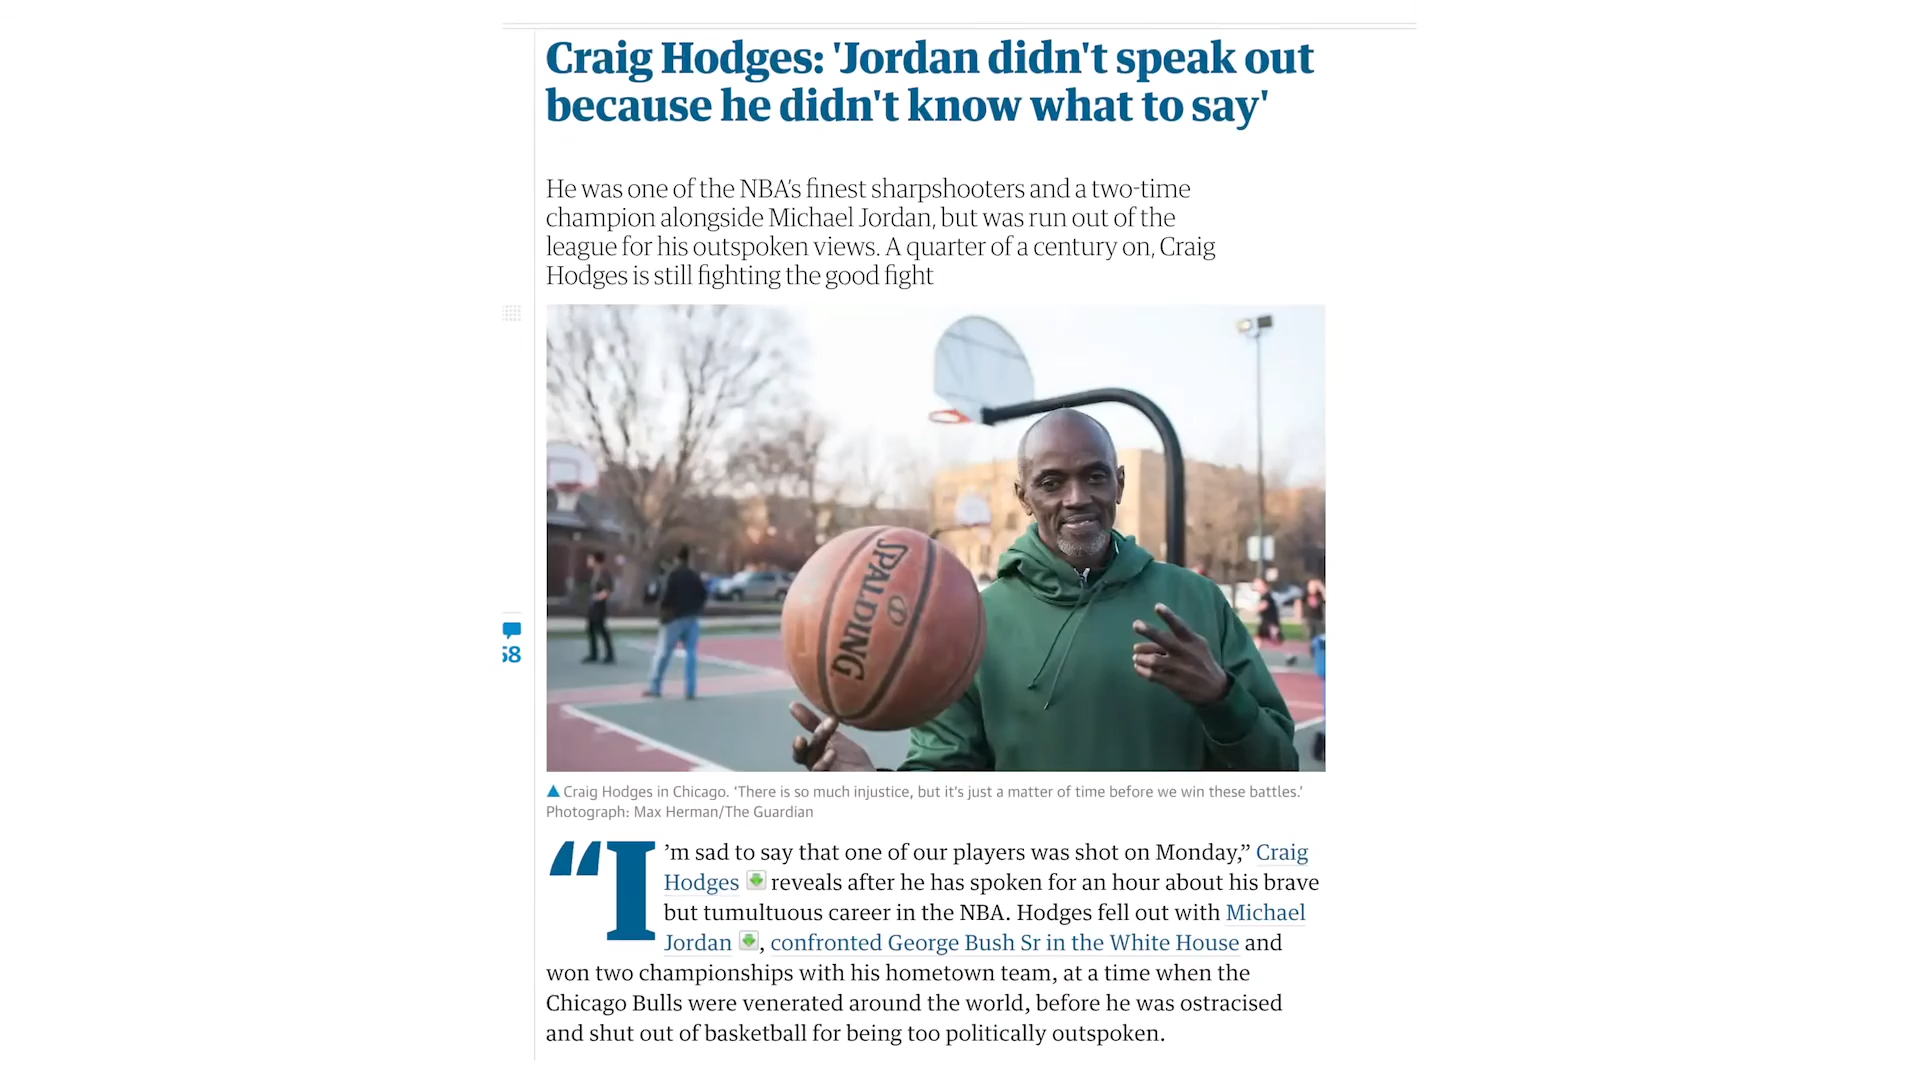 Craig Hodges: 'Jordan didn't speak out
because he didn't know what to say'
He was one of the NBA’s finest sharpshooters and a two-time
champion alongside Michael Jordan, but was run out of the
league for his outspoken views. A quarter of a century on, Craig
Hodges is still fighting the good fight
SPALDING
58
Craig Hodges in Chicago. ‘There is so much injustice, but it’s just a matter of time before we win these battles.’
Photograph: Max Herman/The Guardian
“I’m sad to say that one of our players was shot on Monday,” Craig
Hodges reveals after he has spoken for an hour about his brave
but tumultuous career in the NBA. Hodges fell out with Michael
Jordan , confronted George Bush Sr in the White House and
won two championships with his hometown team, at a time when the
Chicago Bulls were venerated around the world, before he was ostracised
and shut out of basketball for being too politically outspoken.